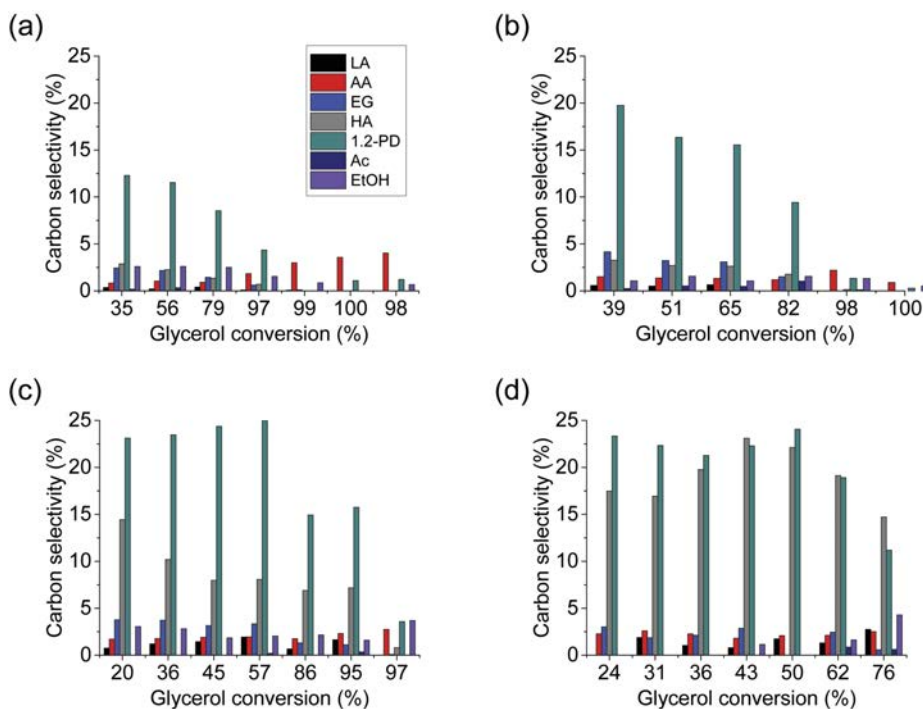 (a)
Carbon selectivity (%)
25
20
15
10
5
0
LA
AA
EG
HA
1.2-PD
Ac
EtOH
35 56 79 97 99 100 98
Glycerol conversion (%)
(b)
Carbon selectivity (%)
25
20
15
10
5
0
39 51 65 82 98 100
Glycerol conversion (%)
(c)
Carbon selectivity (%)
25
20
15
10
5
0
20 36 45 57 86 95 97
Glycerol conversion (%)
(d)
Carbon selectivity (%)
25
20
15
10
5
0
24 31 36 43 50 62 76
Glycerol conversion (%)